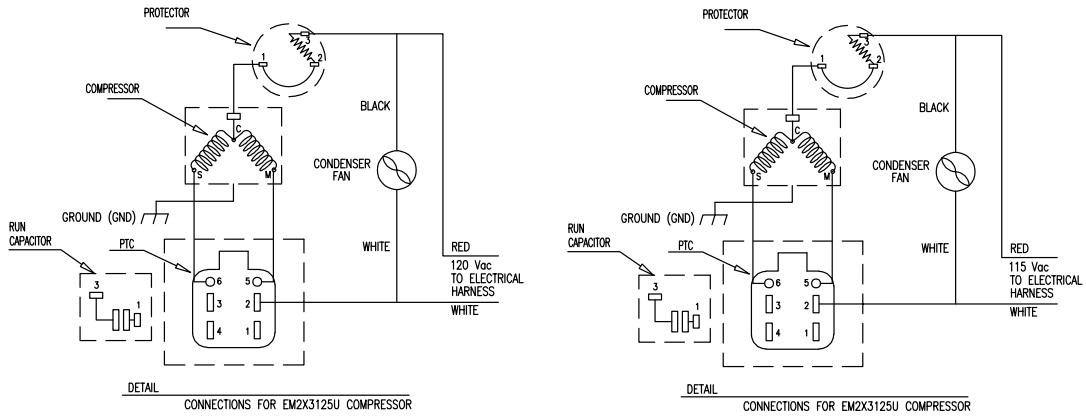 PROTECTOR
3
1
2
COMPRESSOR
C
S
M
BLACK
CONDENSER
FAN
GROUND (GND)
RUN
CAPACITOR
PTC
WHITE
RED
120 Vac
TO ELECTRICAL
HARNESS
WHITE
3
1
6
5
3
2
4
1
DETAIL
CONNECTIONS FOR EM2X3125U COMPRESSOR
PROTECTOR
3
1
2
COMPRESSOR
C
S
M
BLACK
CONDENSER
FAN
GROUND (GND)
RUN
CAPACITOR
PTC
WHITE
RED
115 Vac
TO ELECTRICAL
HARNESS
WHITE
3
1
6
5
3
2
4
1
DETAIL
CONNECTIONS FOR EM2X3125U COMPRESSOR